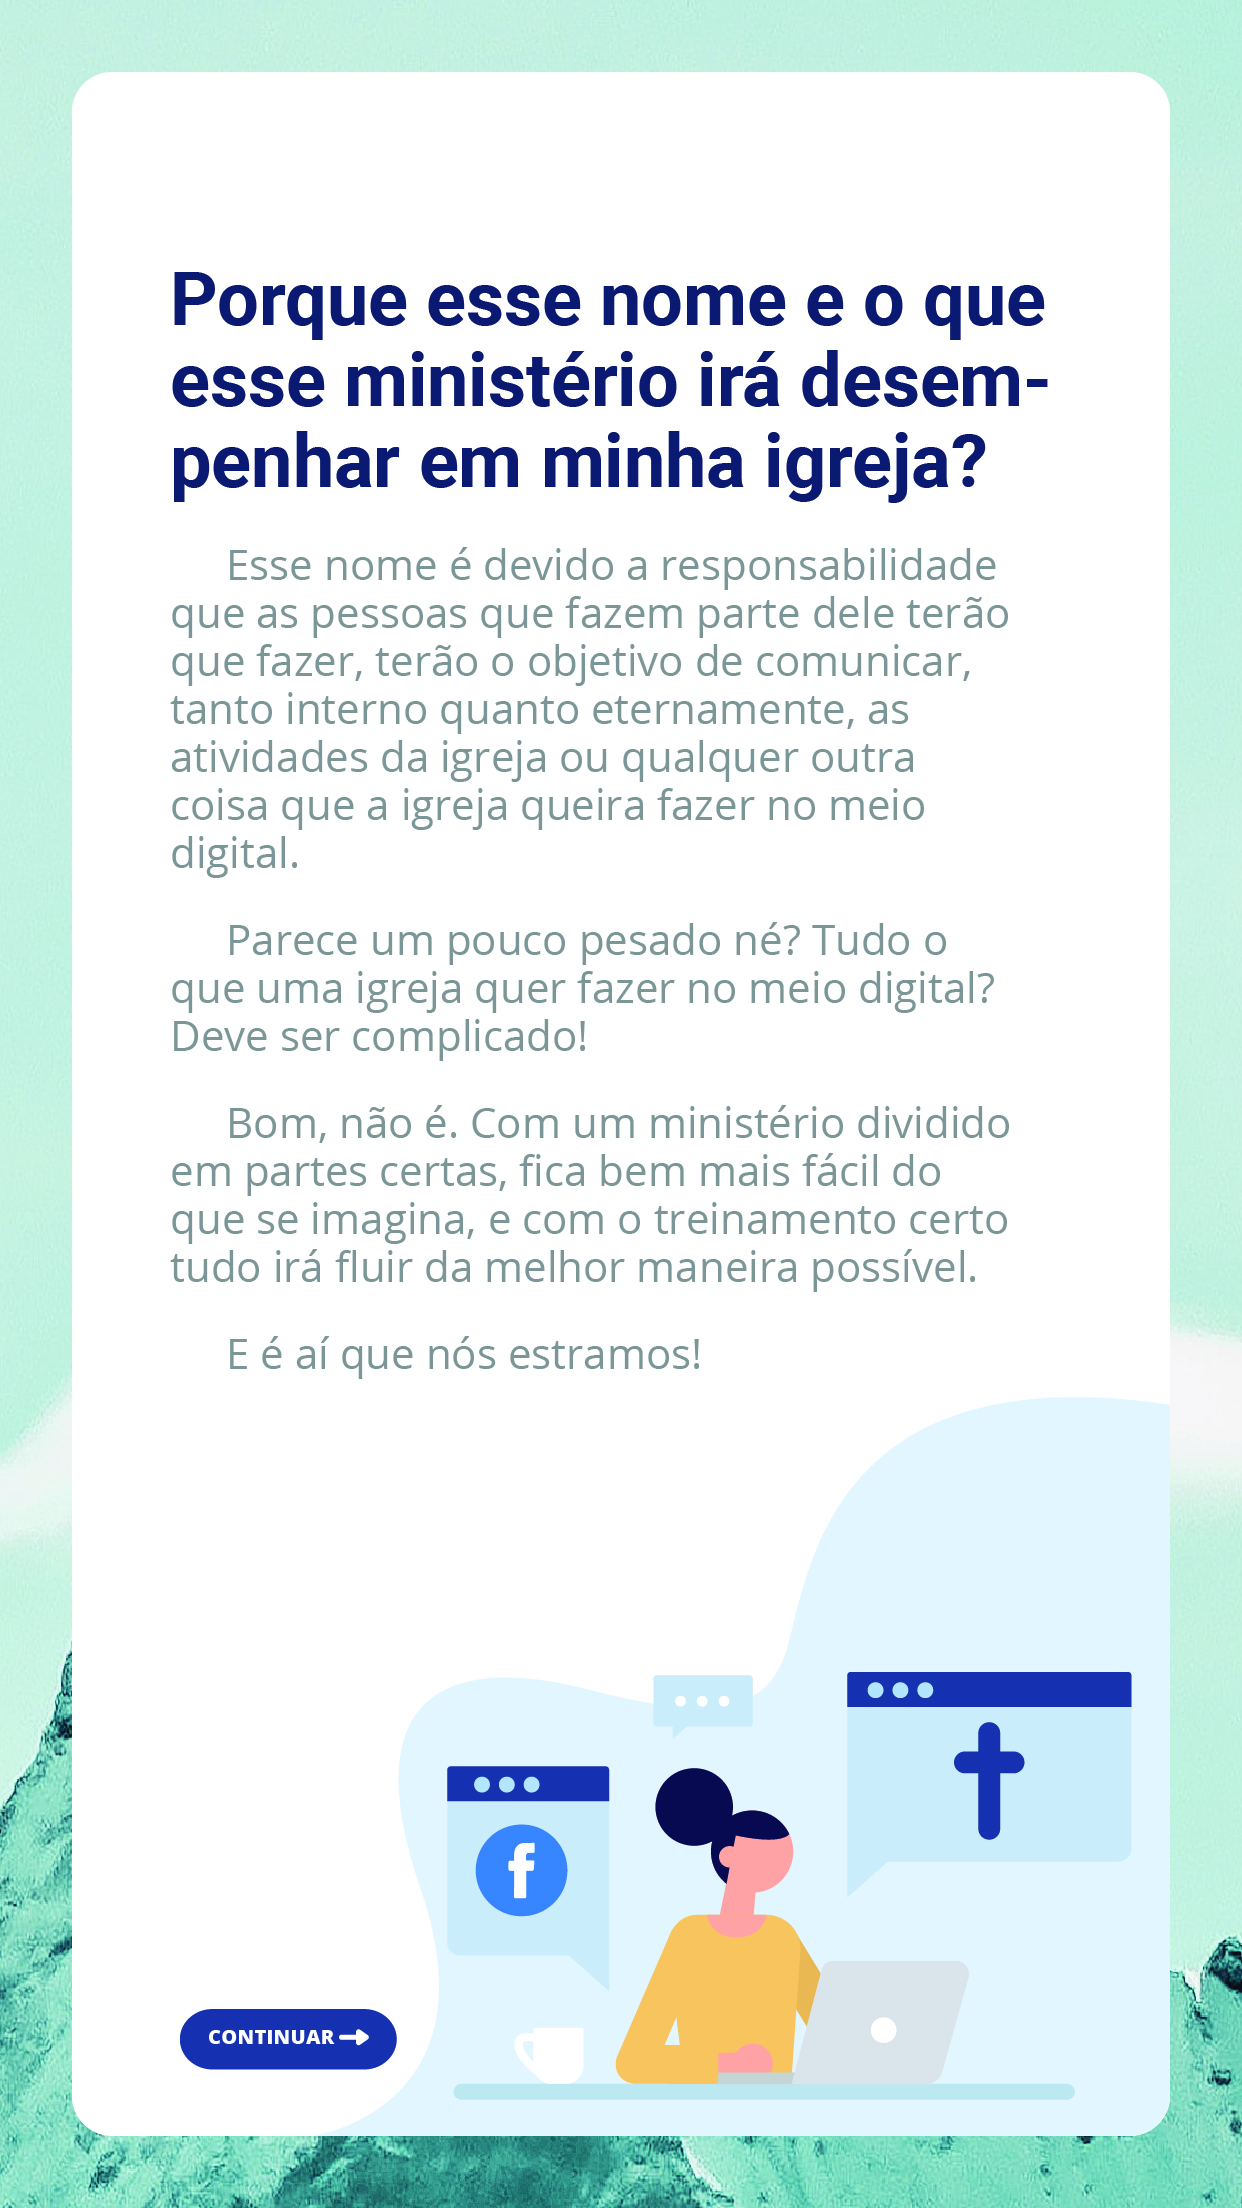 Porque esse nome e o que
esse ministério irá desem-
penhar em minha igreja?
Esse nome é devido a responsabilidade
que as pessoas que fazem parte dele terão
que fazer, terão o objetivo de comunicar,
tanto interno quanto eternamente, as
atividades da igreja ou qualquer outra
coisa que a igreja queira fazer no meio
digital.
Parece um pouco pesado né? Tudo o
que uma igreja quer fazer no meio digital?
Deve ser complicado!
Bom, não é. Com um ministério dividido
em partes certas, fica bem mais fácil do
que se imagina, e com o treinamento certo
tudo irá fluir da melhor maneira possível.
E é aí que nós estramos!
f
CONTINUAR